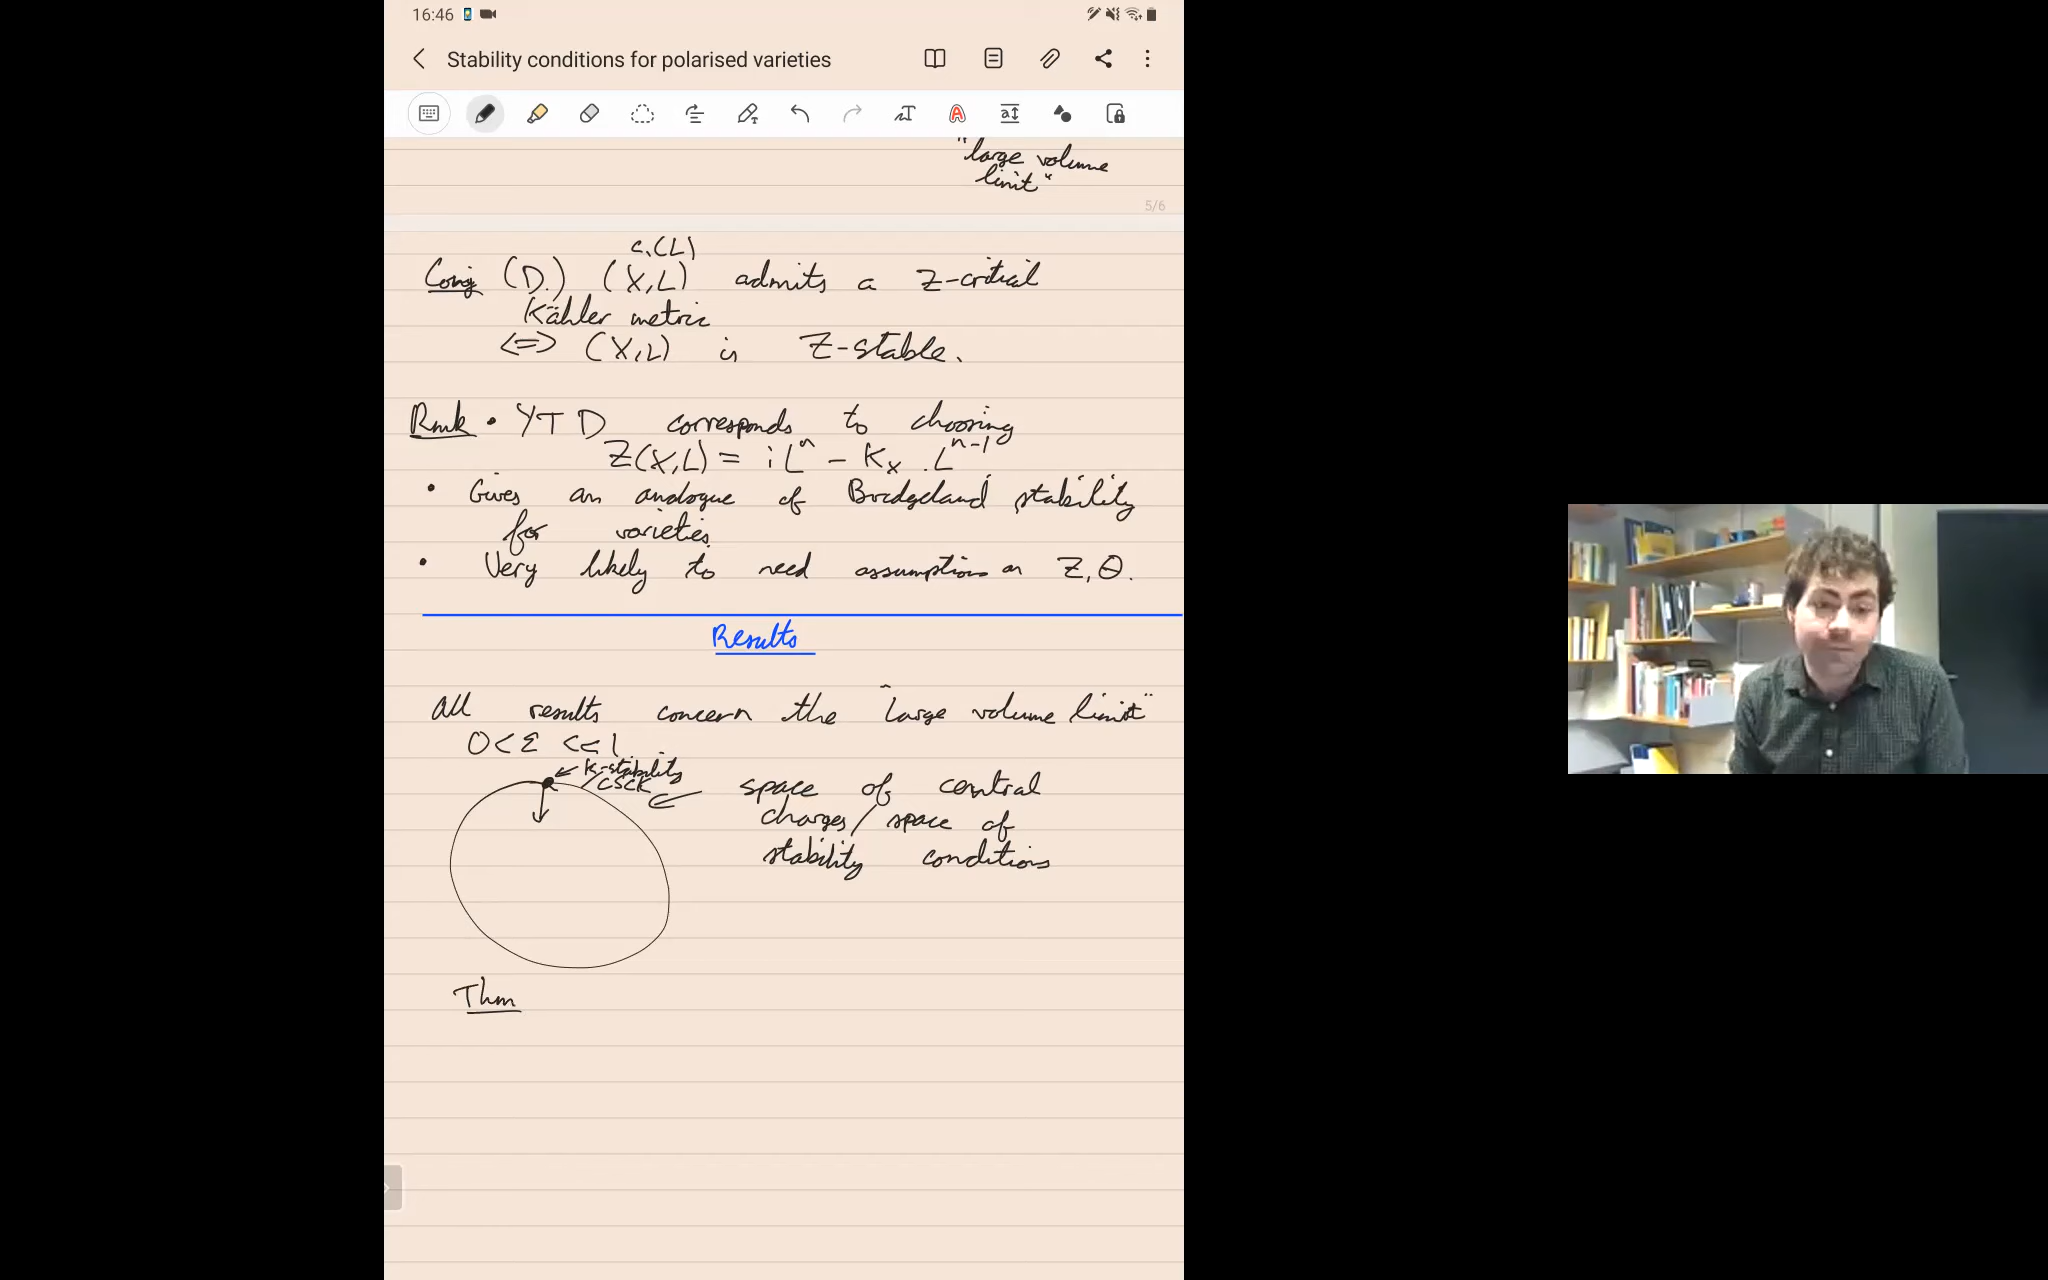 16:46
Stability conditions for polarised varieties
"large volume
limit"
5/6
c₁(L)
Conj (D.) (X,L) admits a Z-critical
Kähler metric
<=> (X,L) is Z-stable.
Rmk • YTD corresponds to choosing
Z(X,L) = iLⁿ - K_X . Lⁿ⁻¹
• Gives an analogue of Bridgeland stability
for varieties.
• Very likely to need assumptions on Z, Θ.
Results
All results concern the "large volume limit"
0 < ε << 1
K-stability
/cscK
space of central
charges/space of
stability conditions
Thm